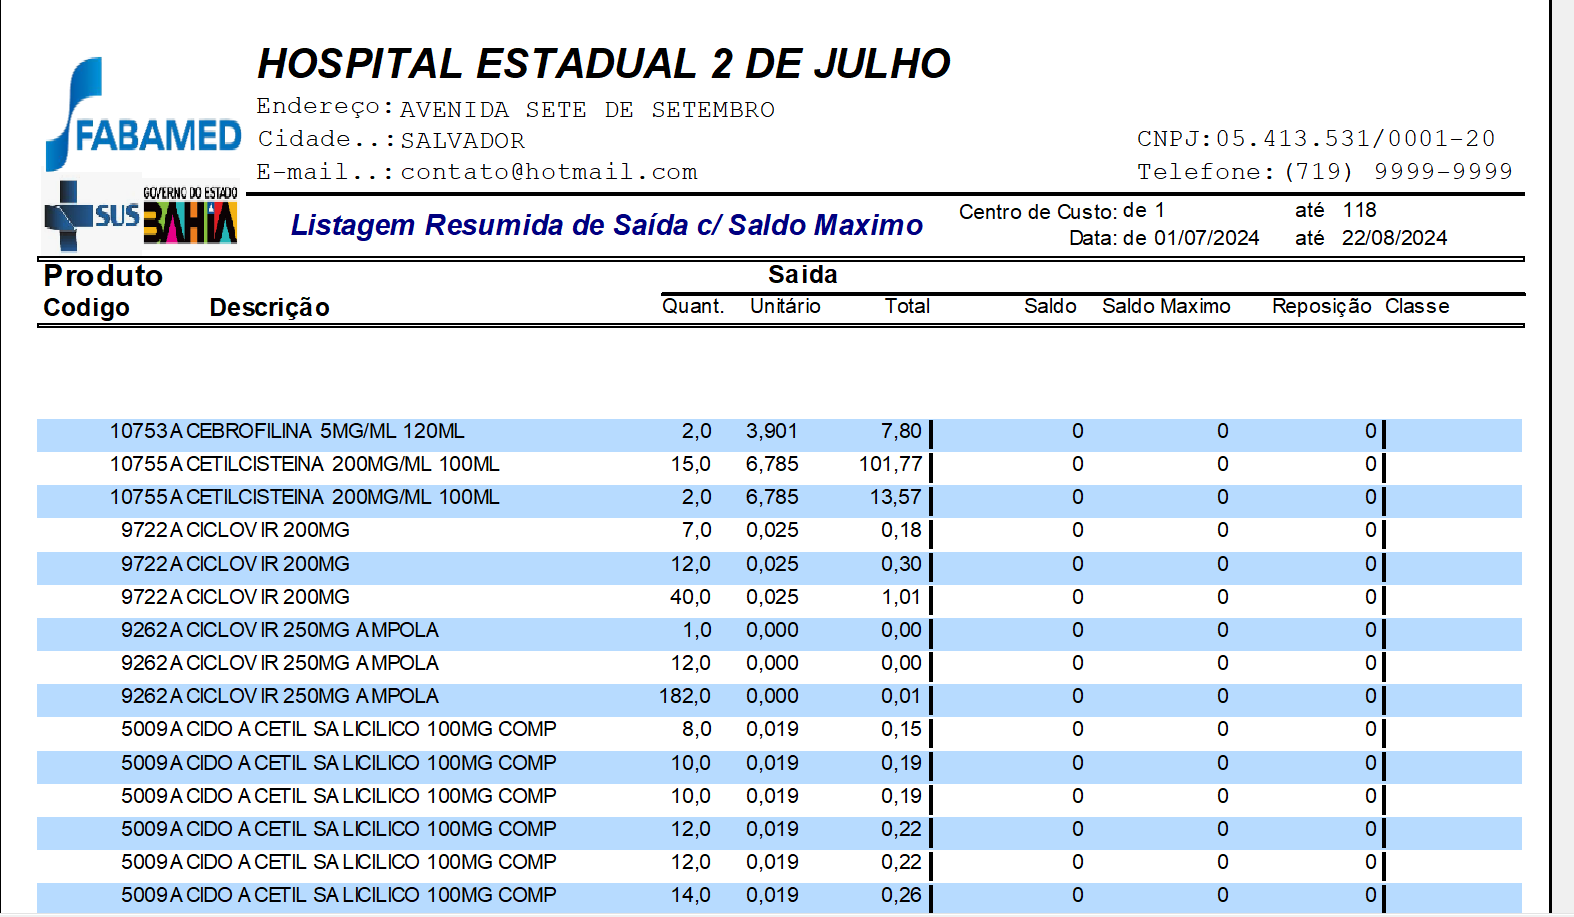 HOSPITAL ESTADUAL 2 DE JULHO
FABAMED
Endereço: AVENIDA SETE DE SETEMBRO
Cidade..: SALVADOR CNPJ:05.413.531/0001-20
E-mail..: contato@hotmail.com Telefone: (719) 9999-9999
SUS GOVERNO DO ESTADO BAHIA
Listagem Resumida de Saída c/ Saldo Maximo
Centro de Custo: de 1 até 118
Data: de 01/07/2024 até 22/08/2024
Produto Saída
Codigo Descrição Quant. Unitário Total Saldo Saldo Maximo Reposição Classe
10753 ACEBROFILINA 5MG/ML 120ML 2,0 3,901 7,80 0 0 0
10755 ACETILCISTEINA 200MG/ML 100ML 15,0 6,785 101,77 0 0 0
10755 ACETILCISTEINA 200MG/ML 100ML 2,0 6,785 13,57 0 0 0
9722 ACICLOVIR 200MG 7,0 0,025 0,18 0 0 0
9722 ACICLOVIR 200MG 12,0 0,025 0,30 0 0 0
9722 ACICLOVIR 200MG 40,0 0,025 1,01 0 0 0
9262 ACICLOVIR 250MG AMPOLA 1,0 0,000 0,00 0 0 0
9262 ACICLOVIR 250MG AMPOLA 12,0 0,000 0,00 0 0 0
9262 ACICLOVIR 250MG AMPOLA 182,0 0,000 0,01 0 0 0
5009 ACIDO ACETIL SALICILICO 100MG COMP 8,0 0,019 0,15 0 0 0
5009 ACIDO ACETIL SALICILICO 100MG COMP 10,0 0,019 0,19 0 0 0
5009 ACIDO ACETIL SALICILICO 100MG COMP 10,0 0,019 0,19 0 0 0
5009 ACIDO ACETIL SALICILICO 100MG COMP 12,0 0,019 0,22 0 0 0
5009 ACIDO ACETIL SALICILICO 100MG COMP 12,0 0,019 0,22 0 0 0
5009 ACIDO ACETIL SALICILICO 100MG COMP 14,0 0,019 0,26 0 0 0